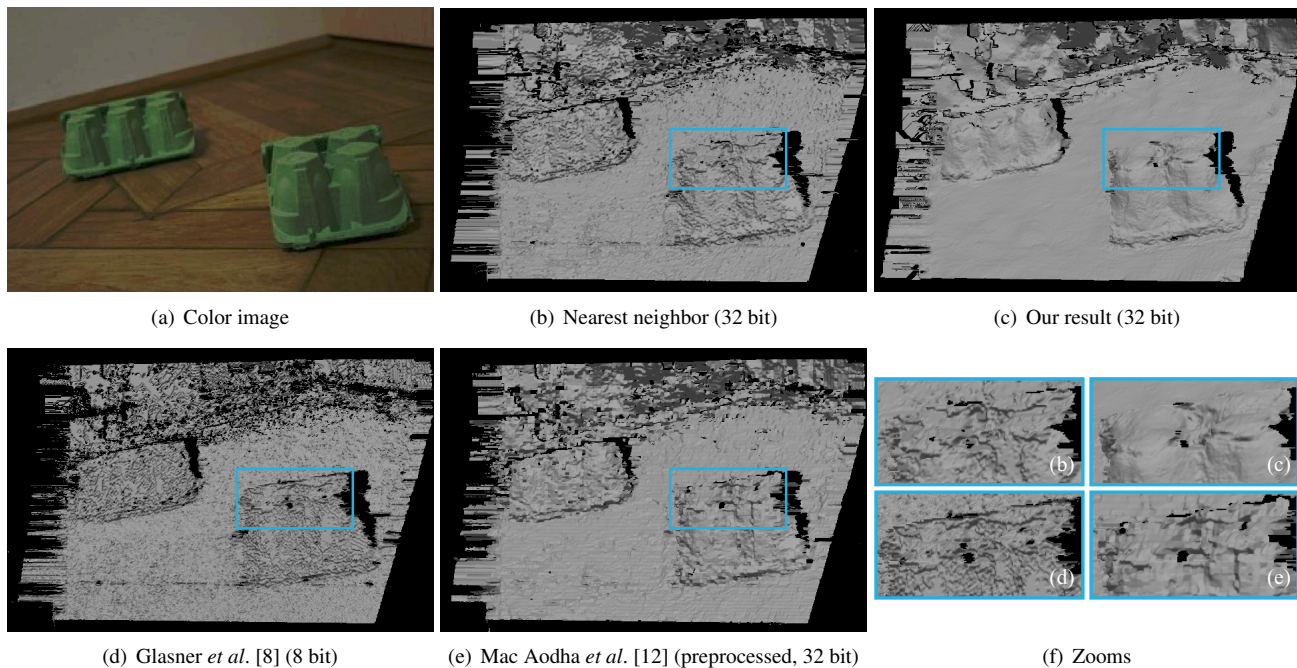 (a) Color image
(b) Nearest neighbor (32 bit)
(c) Our result (32 bit)
(b)
(c)
(d)
(e)
(d) Glasner et al. [8] (8 bit)
(e) Mac Aodha et al. [12] (preprocessed, 32 bit)
(f) Zooms